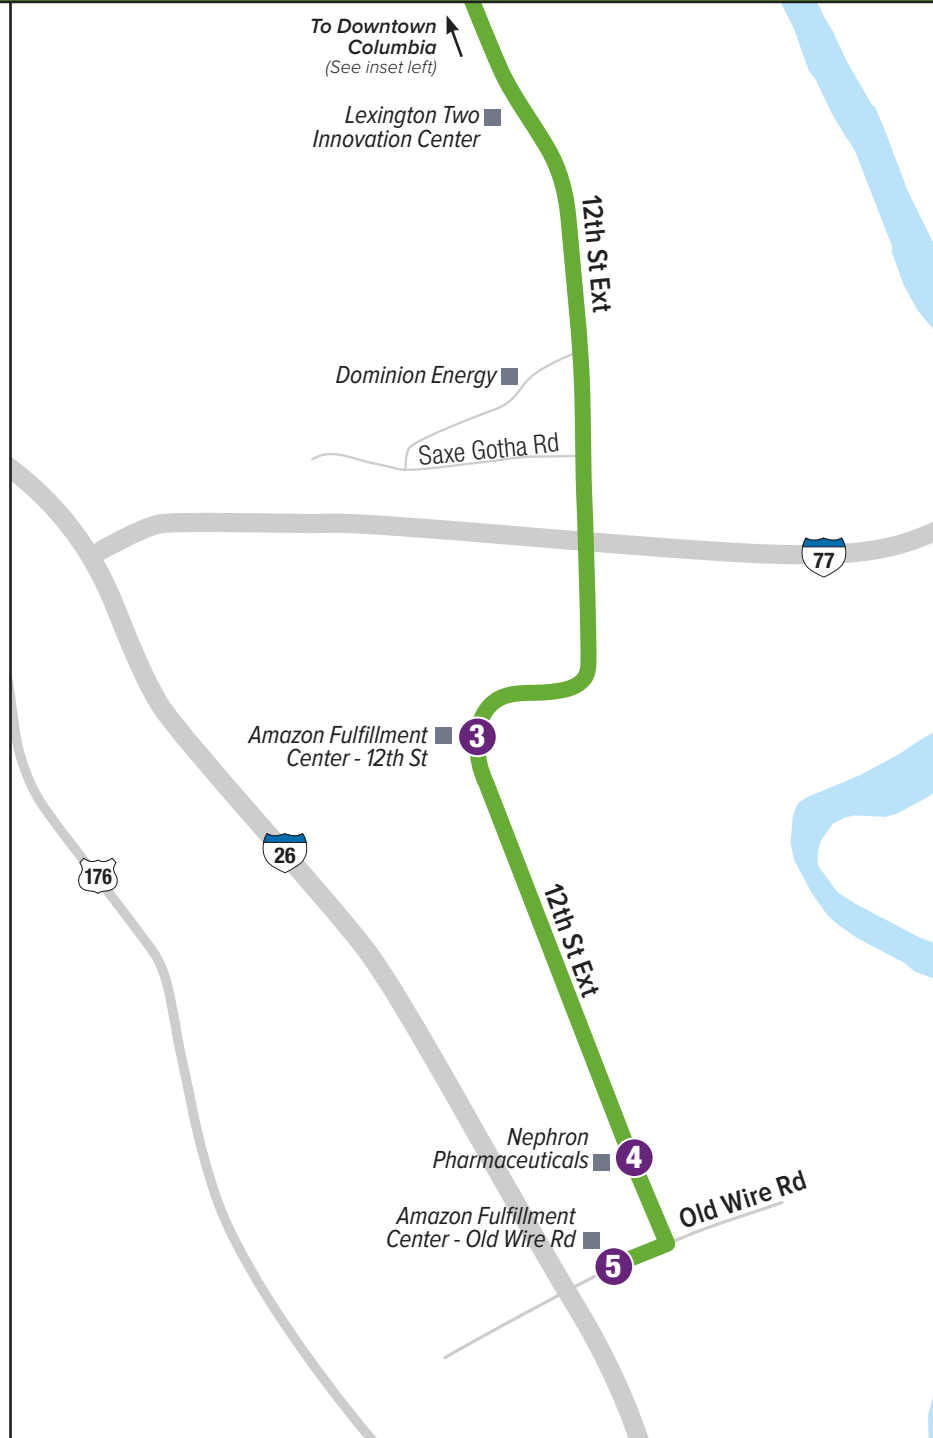 To Downtown
Columbia
(See inset left)
Lexington Two
Innovation Center
12th St Ext
Dominion Energy
Saxe Gotha Rd
77
3
Amazon Fulfillment
Center - 12th St
26
176
12th St Ext
Nephron
Pharmaceuticals
4
Old Wire Rd
Amazon Fulfillment
Center - Old Wire Rd
5